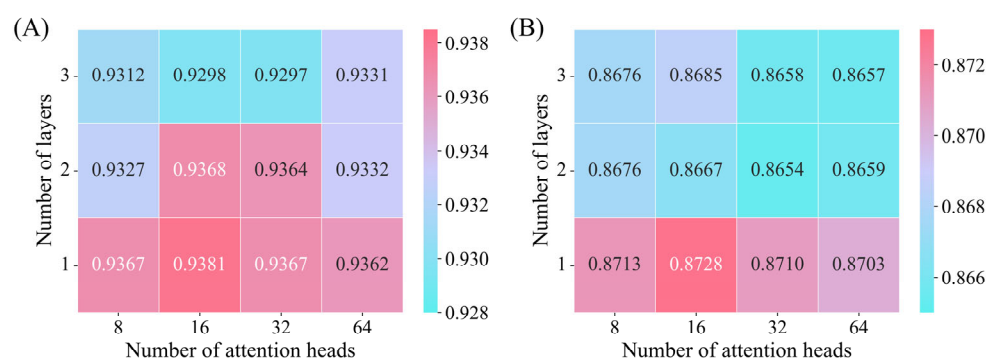 (A)
Number of layers
3
0.9312 0.9298 0.9297 0.9331
2
0.9327 0.9368 0.9364 0.9332
1
0.9367 0.9381 0.9367 0.9362
8 16 32 64
Number of attention heads
0.938
0.936
0.934
0.932
0.930
0.928
(B)
Number of layers
3
0.8676 0.8685 0.8658 0.8657
2
0.8676 0.8667 0.8654 0.8659
1
0.8713 0.8728 0.8710 0.8703
8 16 32 64
Number of attention heads
0.872
0.870
0.868
0.866